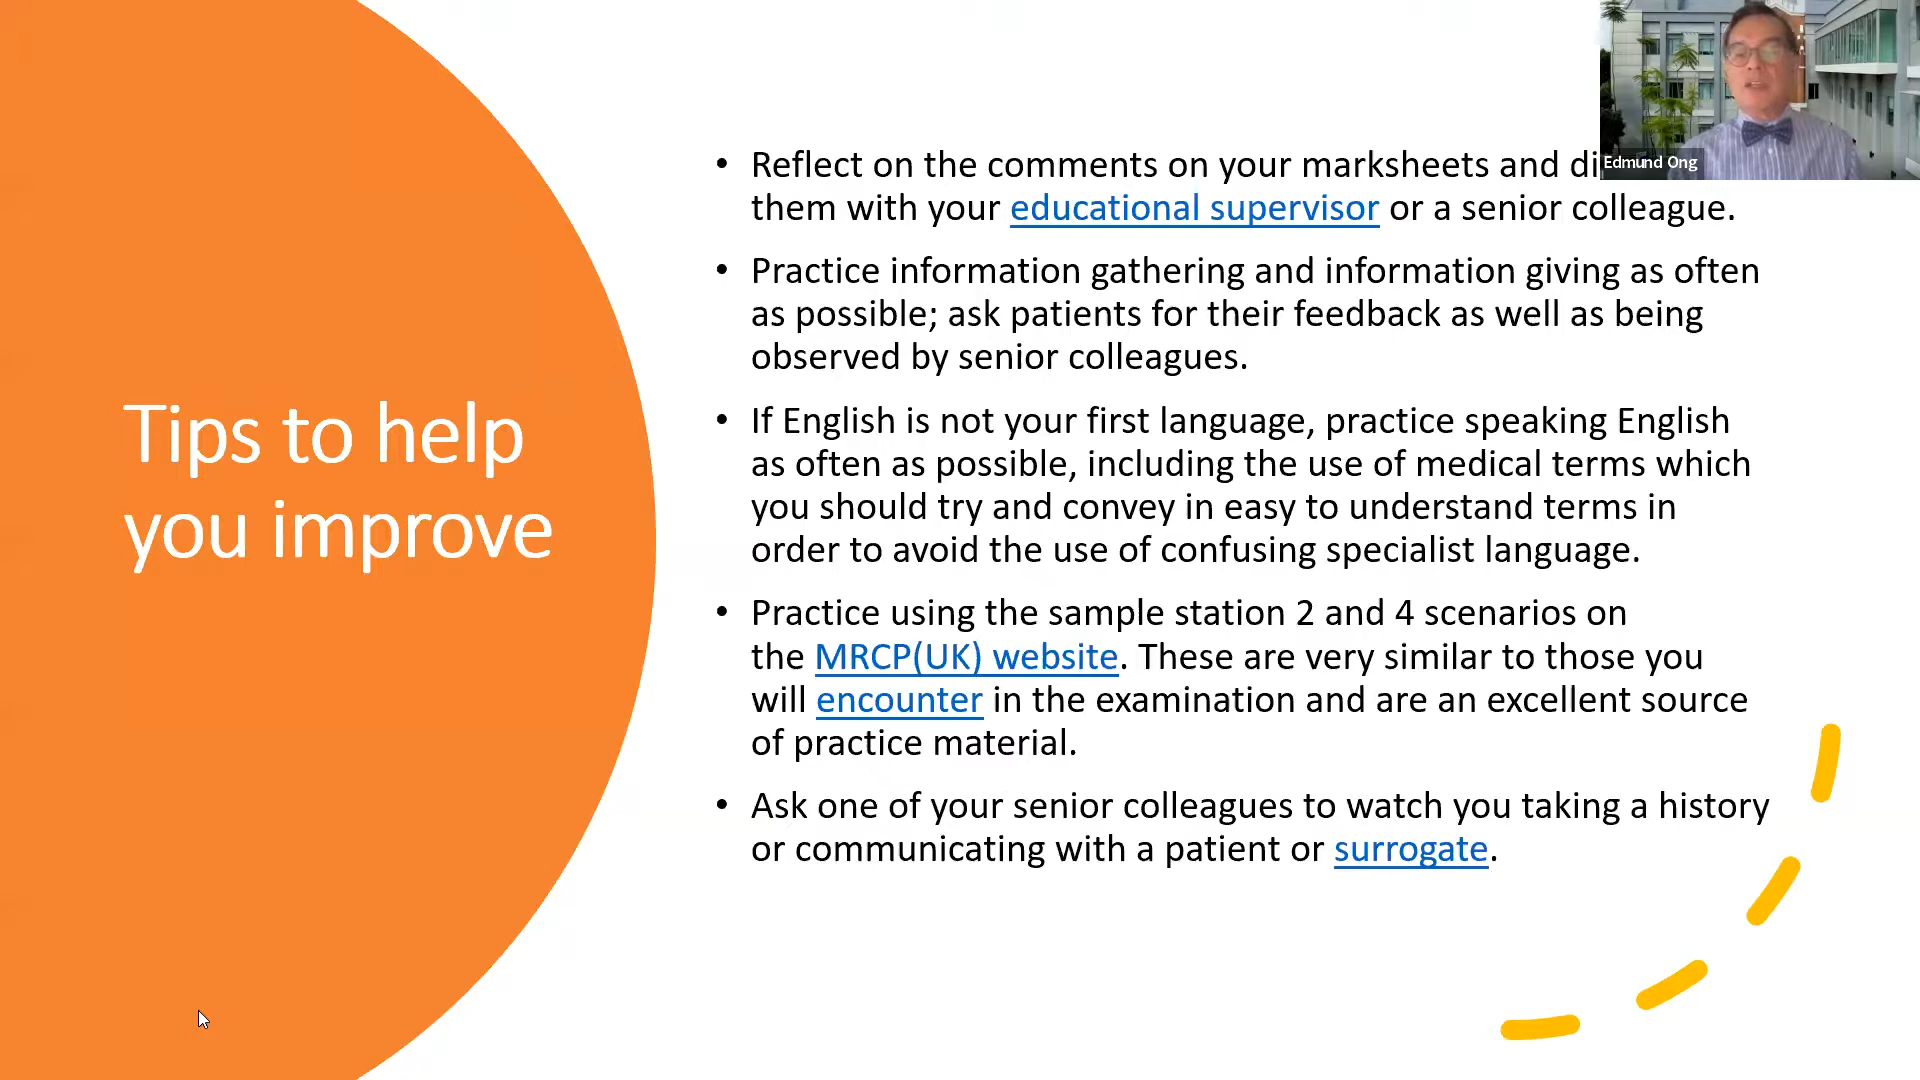 Tips to help
you improve
• Reflect on the comments on your marksheets and di
them with your educational supervisor or a senior colleague.
• Practice information gathering and information giving as often
as possible; ask patients for their feedback as well as being
observed by senior colleagues.
• If English is not your first language, practice speaking English
as often as possible, including the use of medical terms which
you should try and convey in easy to understand terms in
order to avoid the use of confusing specialist language.
• Practice using the sample station 2 and 4 scenarios on
the MRCP(UK) website. These are very similar to those you
will encounter in the examination and are an excellent source
of practice material.
• Ask one of your senior colleagues to watch you taking a history
or communicating with a patient or surrogate.
Edmund Ong